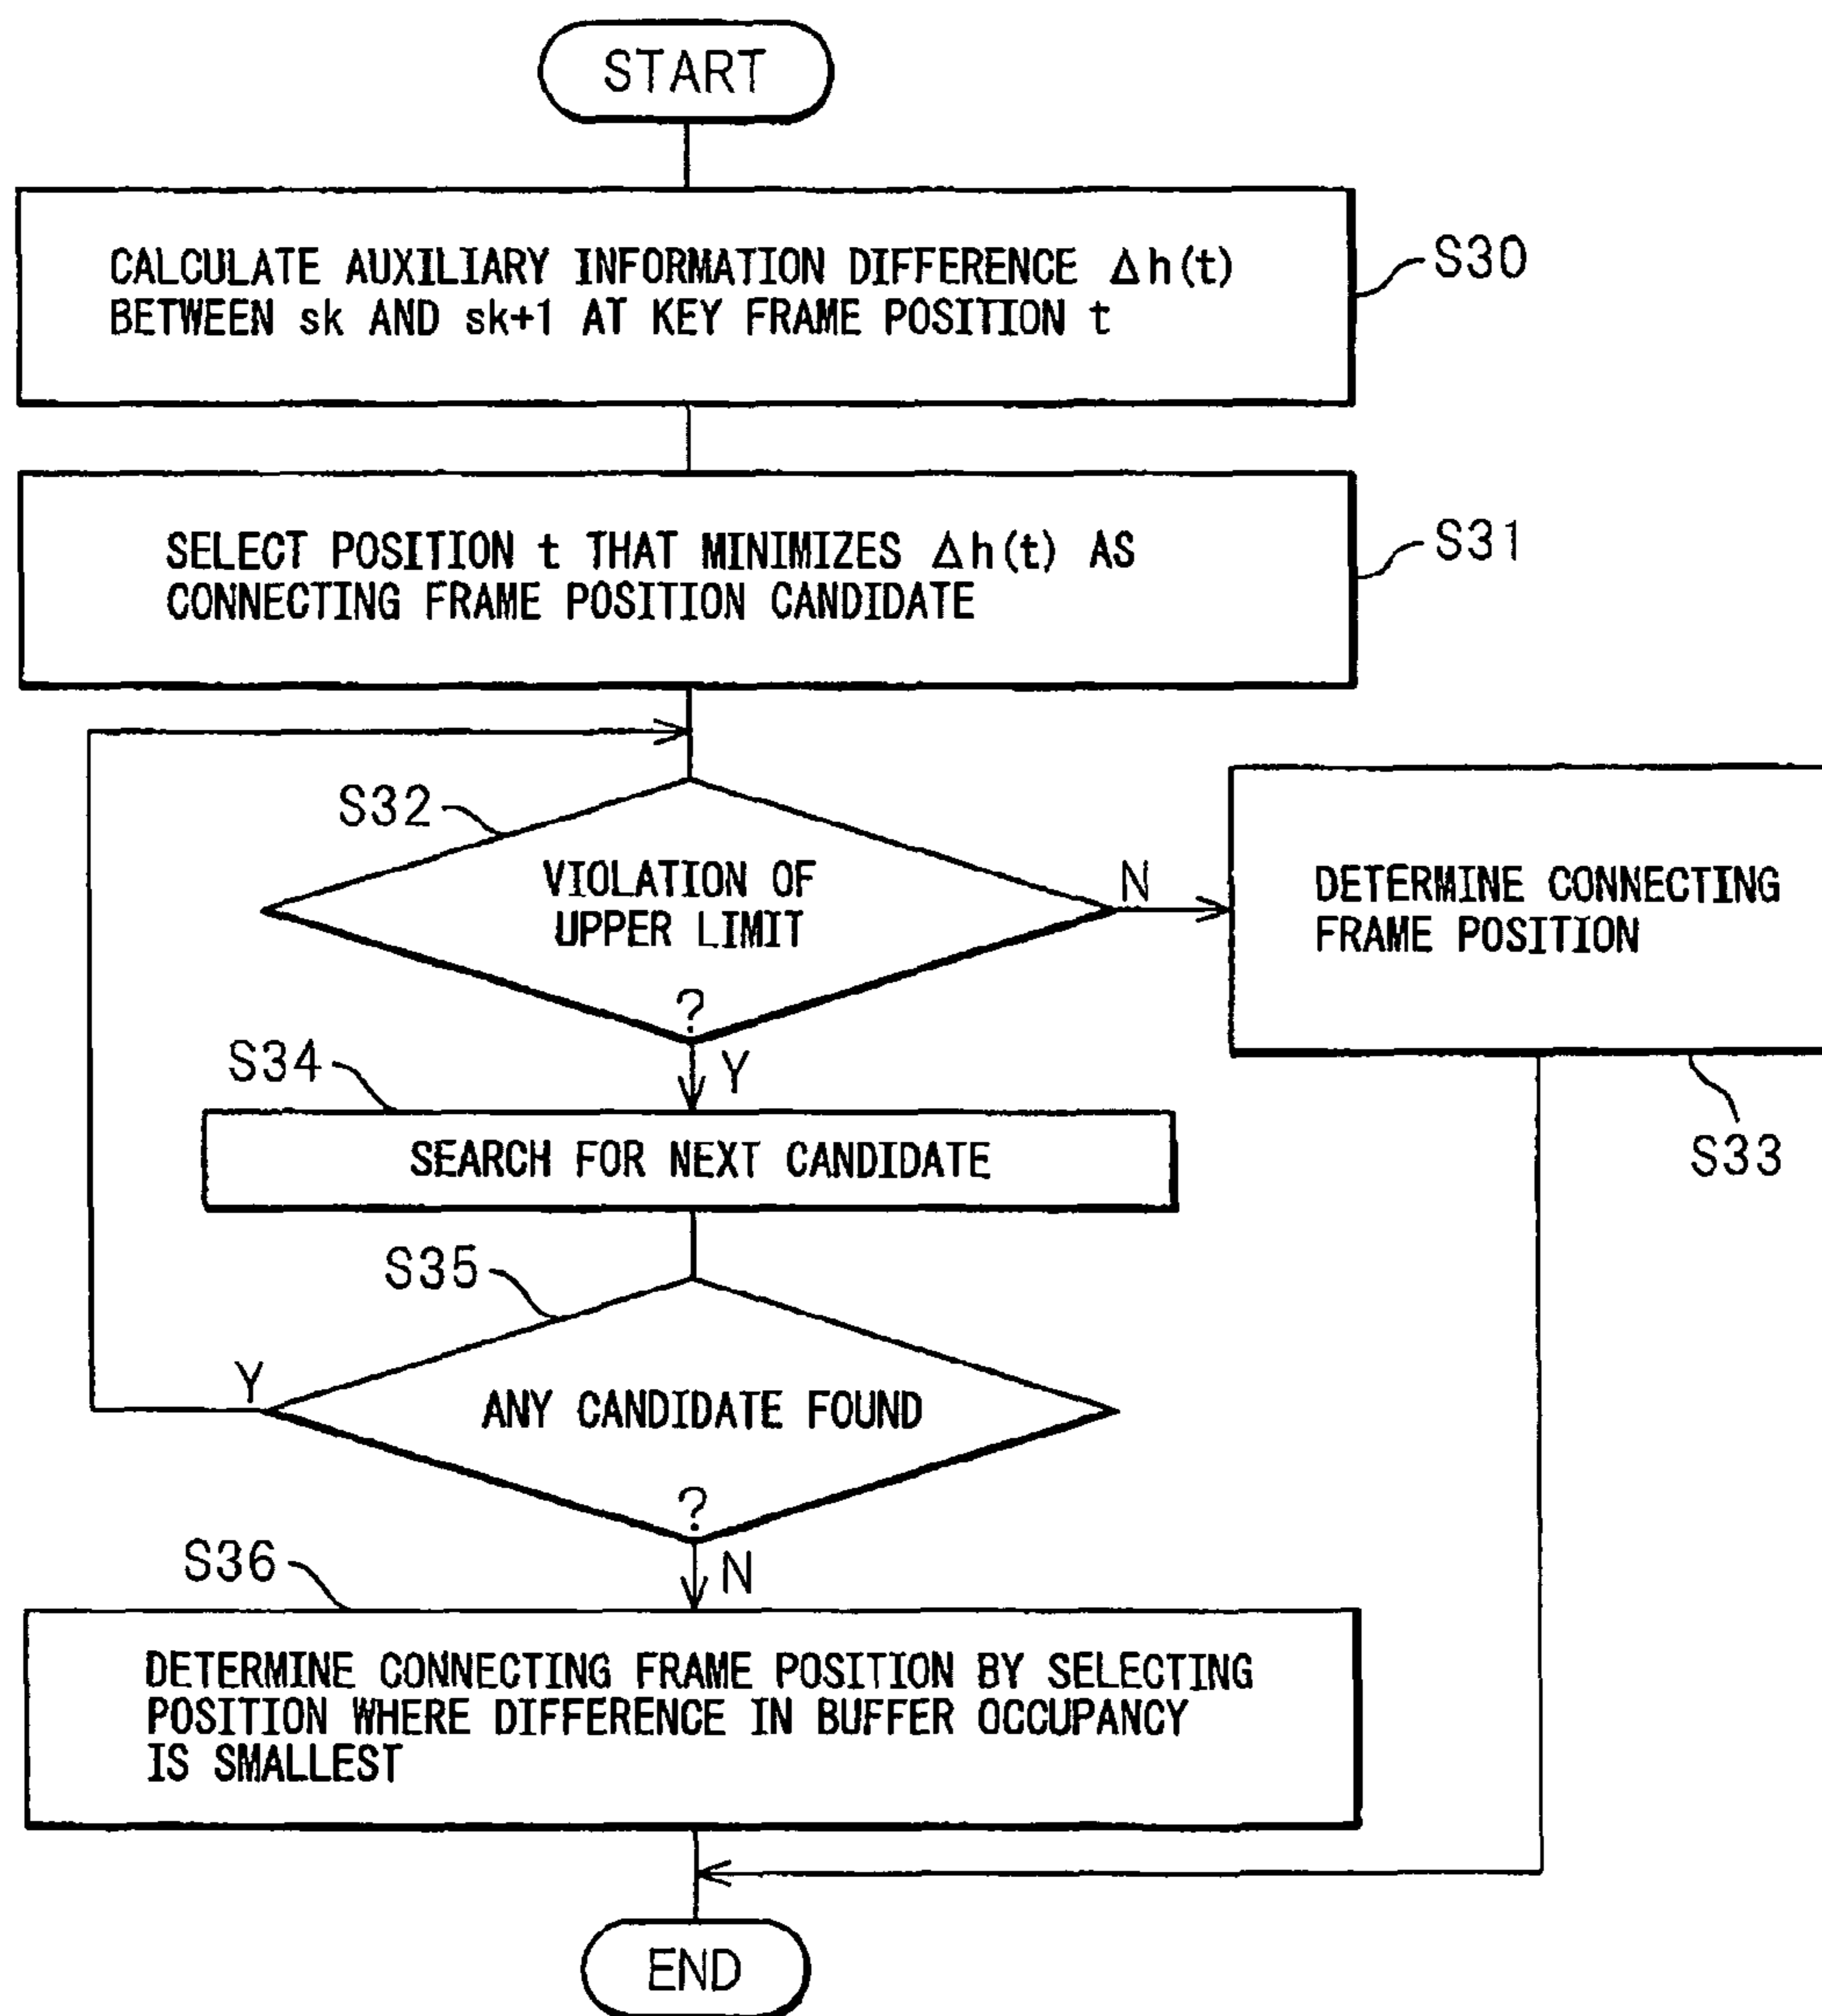 START
CALCULATE AUXILIARY INFORMATION DIFFERENCE Δh(t)
BETWEEN sk AND sk+1 AT KEY FRAME POSITION t
S30
SELECT POSITION t THAT MINIMIZES Δh(t) AS
CONNECTING FRAME POSITION CANDIDATE
S31
S32
VIOLATION OF
UPPER LIMIT
?
N
DETERMINE CONNECTING
FRAME POSITION
S33
Y
S34
SEARCH FOR NEXT CANDIDATE
S35
Y
ANY CANDIDATE FOUND
?
N
S36
DETERMINE CONNECTING FRAME POSITION BY SELECTING
POSITION WHERE DIFFERENCE IN BUFFER OCCUPANCY
IS SMALLEST
END